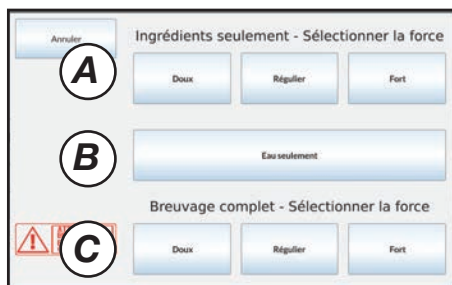 Annuler
Ingrédients seulement - Sélectionner la force
A
Doux Régulier Fort
B
Eau seulement
Breuvage complet - Sélectionner la force
C
Doux Régulier Fort